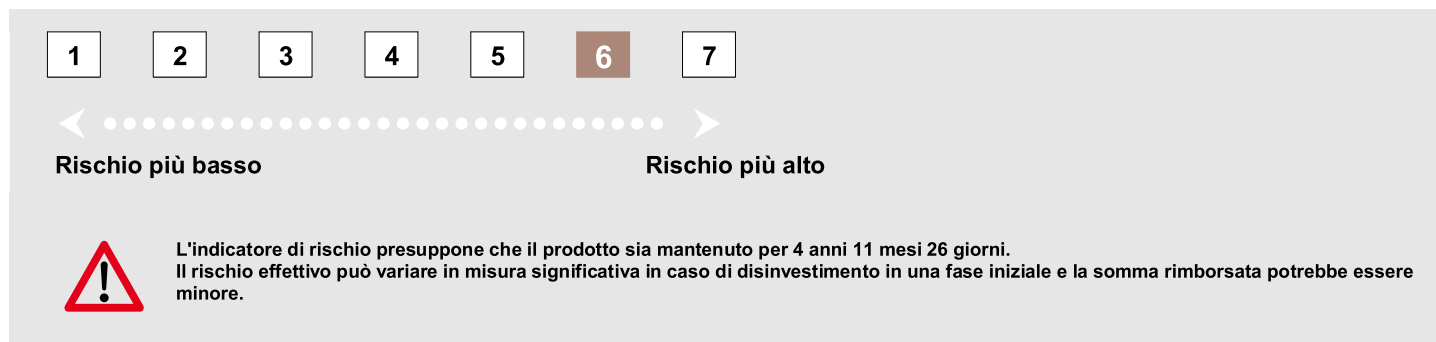 1 2 3 4 5 6 7
Rischio più basso Rischio più alto
L'indicatore di rischio presuppone che il prodotto sia mantenuto per 4 anni 11 mesi 26 giorni.
Il rischio effettivo può variare in misura significativa in caso di disinvestimento in una fase iniziale e la somma rimborsata potrebbe essere
minore.